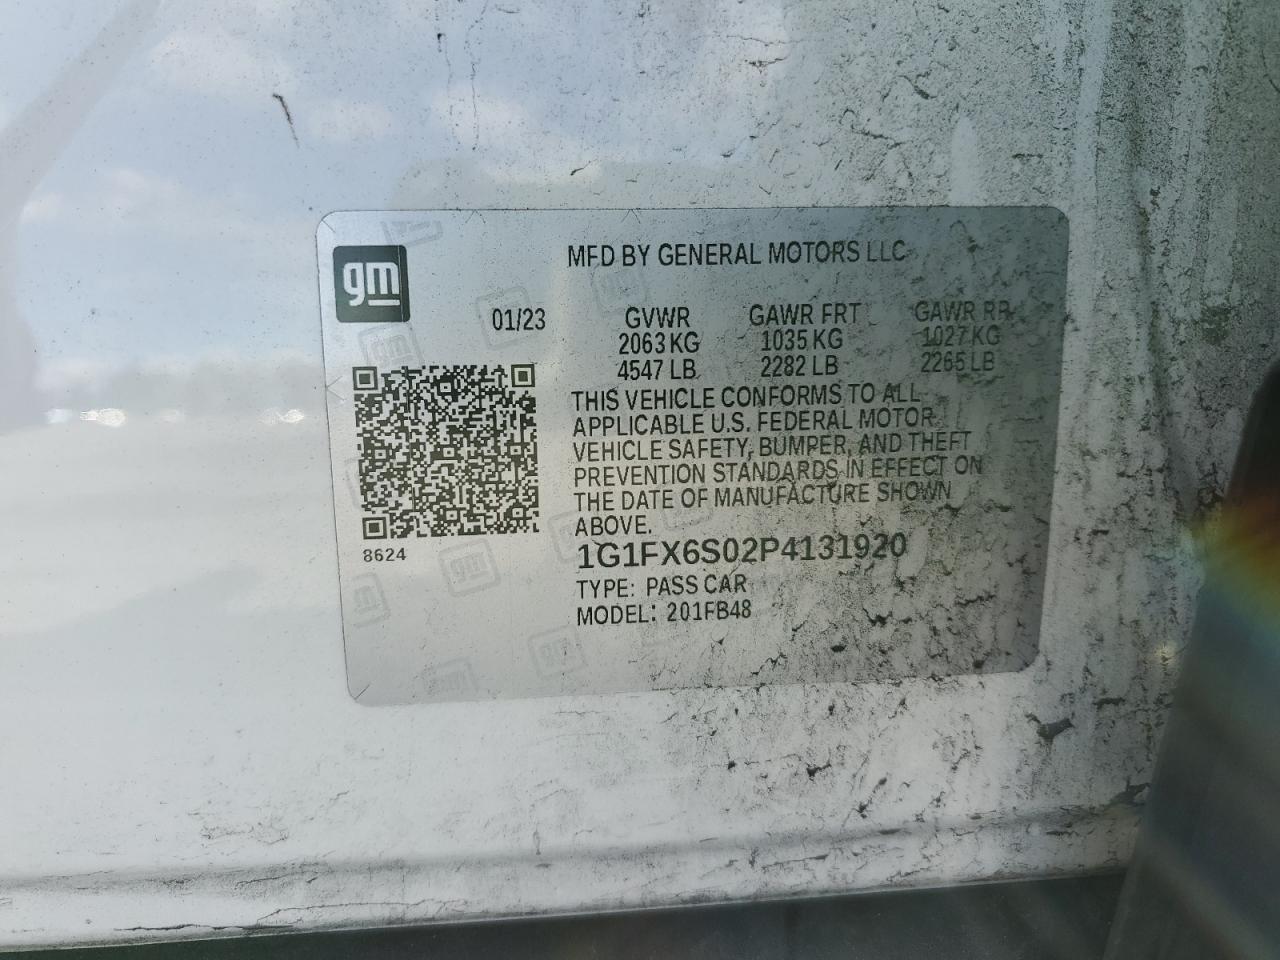 gm
MFD BY GENERAL MOTORS LLC
01/23 GVWR GAWR FRT GAWR RR
2063 KG 1035 KG 1027 KG
4547 LB 2282 LB 2265 LB
THIS VEHICLE CONFORMS TO ALL
APPLICABLE U.S. FEDERAL MOTOR
VEHICLE SAFETY, BUMPER, AND THEFT
PREVENTION STANDARDS IN EFFECT ON
THE DATE OF MANUFACTURE SHOWN
ABOVE.
8624
1G1FX6S02P4131920
TYPE: PASS CAR
MODEL: 201FB48